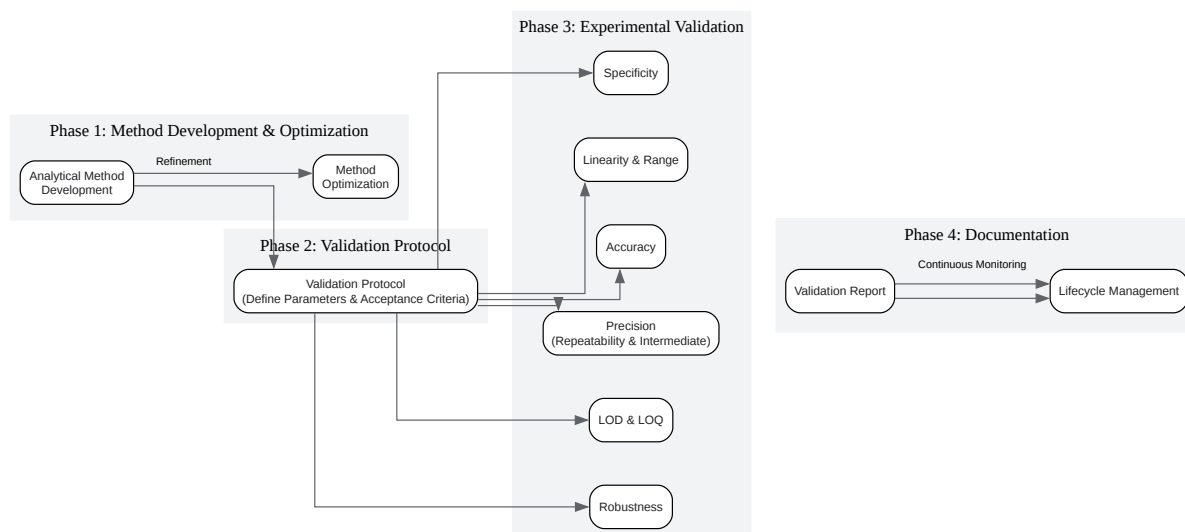 Phase 1: Method Development & Optimization
Analytical Method
Development
Refinement
Method
Optimization
Phase 2: Validation Protocol
Validation Protocol
(Define Parameters & Acceptance Criteria)
Phase 3: Experimental Validation
Specificity
Linearity & Range
Accuracy
Precision
(Repeatability & Intermediate)
LOD & LOQ
Robustness
Phase 4: Documentation
Validation Report
Continuous Monitoring
Lifecycle Management